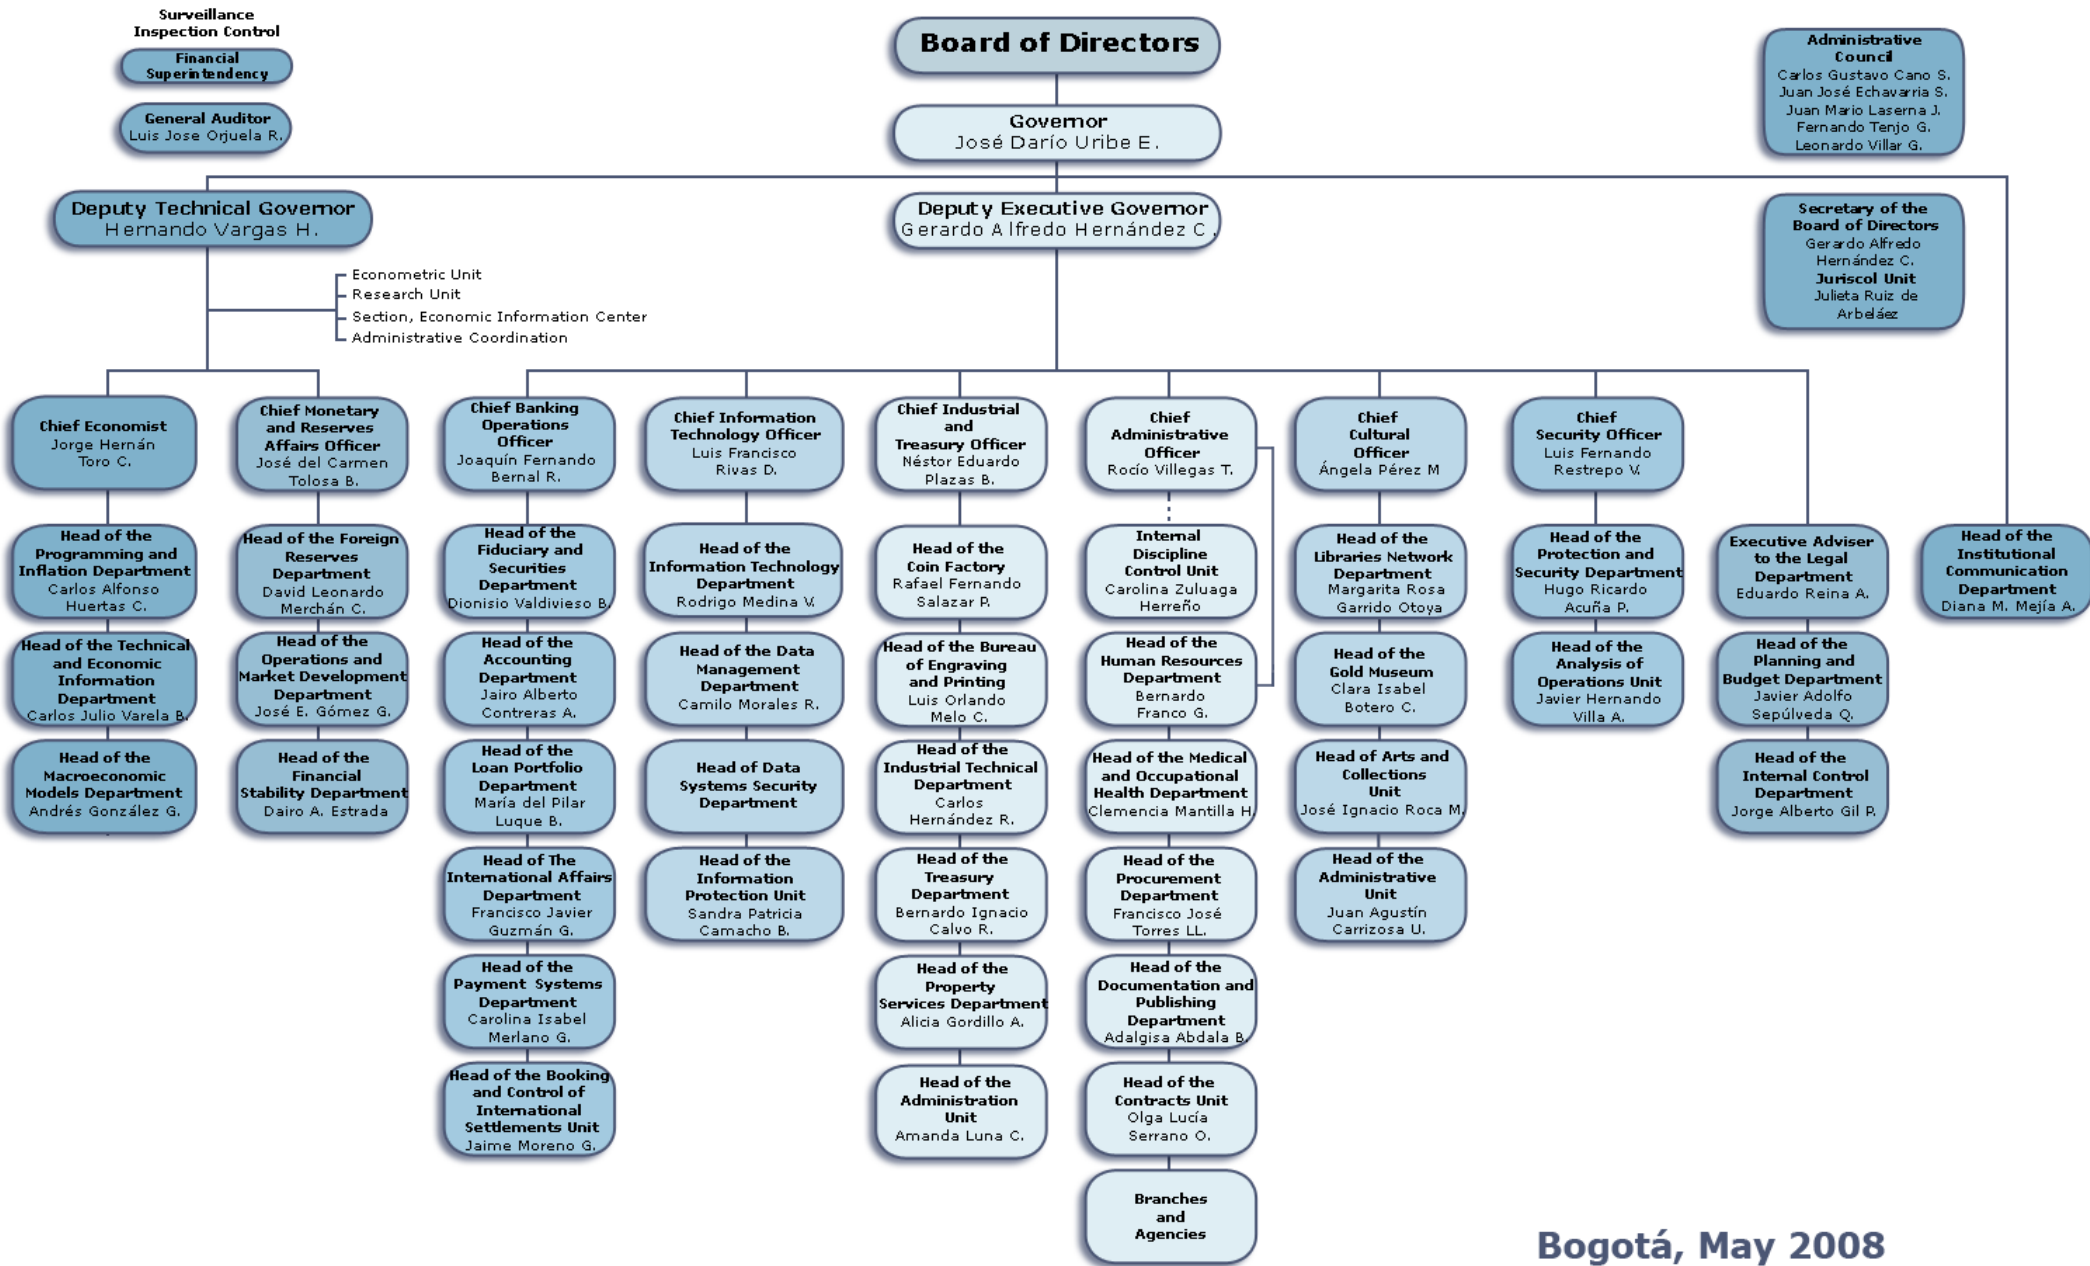 Surveillance
Inspection Control
Financial
Superintendency
General Auditor
Luis Jose Orjuela R.
Board of Directors
Governor
José Darío Uribe E.
Administrative
Council
Carlos Gustavo Cano S.
Juan José Echavarria S.
Juan Mario Laserna J.
Fernando Tenjo G.
Leonardo Villar G.
Deputy Technical Governor
Hernando Vargas H.
Deputy Executive Governor
Gerardo Alfredo Hernández C.
Secretary of the
Board of Directors
Gerardo Alfredo
Hernández C.
Juriscol Unit
Julieta Ruiz de
Arbeláez
Econometric Unit
Research Unit
Section, Economic Information Center
Administrative Coordination
Chief Economist
Jorge Hernán
Toro C.
Head of the
Programming and
Inflation Department
Carlos Alfonso
Huertas C.
Head of the Technical
and Economic
Information
Department
Carlos Julio Varela B.
Head of the
Macroeconomic
Models Department
Andrés González G.
Chief Monetary
and Reserves
Affairs Officer
José del Carmen
Tolosa B.
Head of the Foreign
Reserves
Department
David Leonardo
Merchán C.
Head of the
Operations and
Market Development
Department
José E. Gómez G.
Head of the
Financial
Stability Department
Dairo A. Estrada
Chief Banking
Operations
Officer
Joaquín Fernando
Bernal R.
Head of the
Fiduciary and
Securities
Department
Dionisio Valdivieso B.
Head of the
Accounting
Department
Jairo Alberto
Contreras A.
Head of the
Loan Portfolio
Department
María del Pilar
Luque B.
Head of The
International Affairs
Department
Francisco Javier
Guzmán G.
Head of the
Payment Systems
Department
Carolina Isabel
Merlano G.
Head of the Booking
and Control of
International
Settlements Unit
Jaime Moreno G.
Chief Information
Technology Officer
Luis Francisco
Rivas D.
Head of the
Information Technology
Department
Rodrigo Medina V.
Head of the Data
Management
Department
Camilo Morales R.
Head of Data
Systems Security
Department
Head of the
Information
Protection Unit
Sandra Patricia
Camacho B.
Chief Industrial
and
Treasury Officer
Néstor Eduardo
Plazas B.
Head of the
Coin Factory
Rafael Fernando
Salazar P.
Head of the Bureau
of Engraving
and Printing
Luis Orlando
Melo C.
Head of the
Industrial Technical
Department
Carlos
Hernández R.
Head of the
Treasury
Department
Bernardo Ignacio
Calvo R.
Head of the
Property
Services Department
Alicia Gordillo A.
Head of the
Administration
Unit
Amanda Luna C.
Chief
Administrative
Officer
Rocío Villegas T.
Internal
Discipline
Control Unit
Carolina Zuluaga
Herreño
Head of the
Human Resources
Department
Bernardo
Franco G.
Head of the Medical
and Occupational
Health Department
Clemencia Mantilla H.
Head of the
Procurement
Department
Francisco José
Torres LL.
Head of the
Documentation and
Publishing
Department
Adalgisa Abdala B.
Head of the
Contracts Unit
Olga Lucía
Serrano O.
Branches
and
Agencies
Chief
Cultural
Officer
Ángela Pérez M
Head of the
Libraries Network
Department
Margarita Rosa
Garrido Otoya
Head of the
Gold Museum
Clara Isabel
Botero C.
Head of Arts and
Collections
Unit
José Ignacio Roca M.
Head of the
Administrative
Unit
Juan Agustín
Carrizosa U.
Chief
Security Officer
Luis Fernando
Restrepo V.
Head of the
Protection and
Security Department
Hugo Ricardo
Acuña P.
Head of the
Analysis of
Operations Unit
Javier Hernando
Villa A.
Executive Adviser
to the Legal
Department
Eduardo Reina A.
Head of the
Planning and
Budget Department
Javier Adolfo
Sepúlveda Q.
Head of the
Internal Control
Department
Jorge Alberto Gil P.
Head of the
Institutional
Communication
Department
Diana M. Mejía A.
Bogotá, May 2008